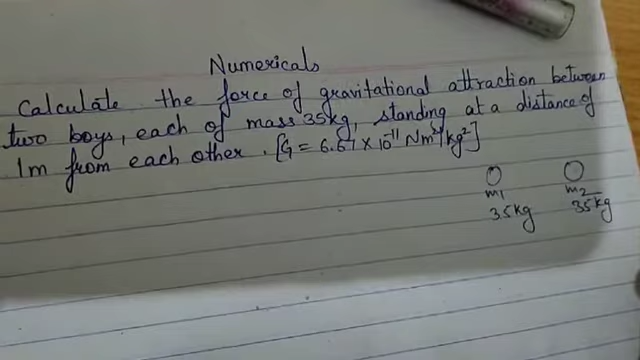 Numericals
Calculate the force of gravitational attraction between
two boys, each of mass 35kg, standing at a distance of
1m from each other. [G = 6.67 × 10⁻¹¹ Nm²/kg²]
m1 m2
35kg 35kg